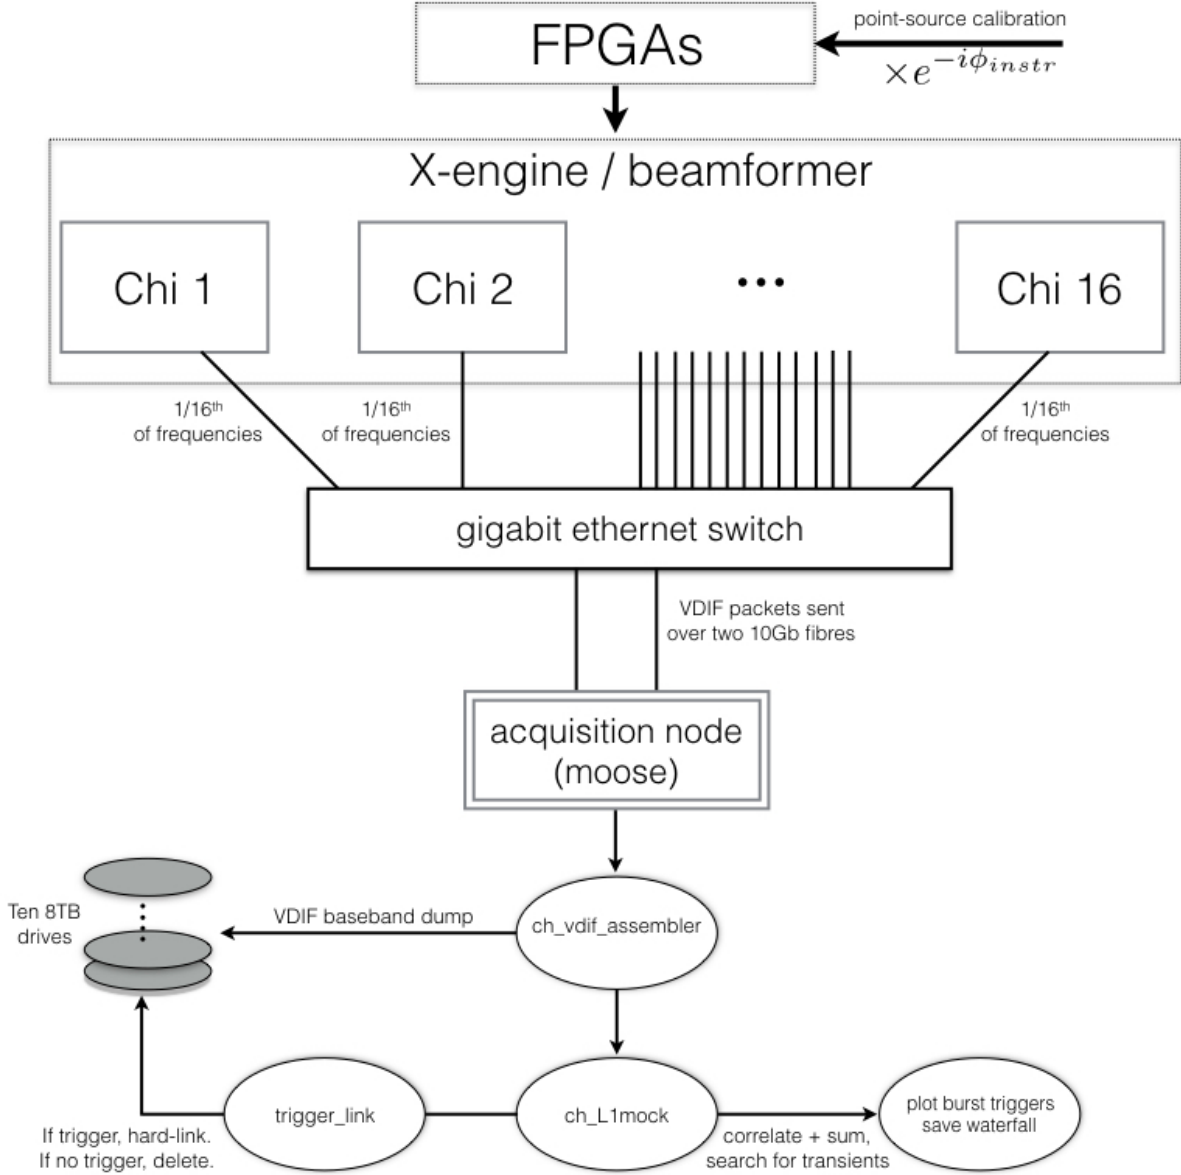 FPGAs
point-source calibration
×e^{-iϕ_{instr}}
X-engine / beamformer
Chi 1
Chi 2
...
Chi 16
1/16th
of frequencies
1/16th
of frequencies
1/16th
of frequencies
gigabit ethernet switch
VDIF packets sent
over two 10Gb fibres
acquisition node
(moose)
Ten 8TB
drives
VDIF baseband dump
ch_vdif_assembler
trigger_link
ch_L1mock
plot burst triggers
save waterfall
If trigger, hard-link.
If no trigger, delete.
correlate + sum,
search for transients